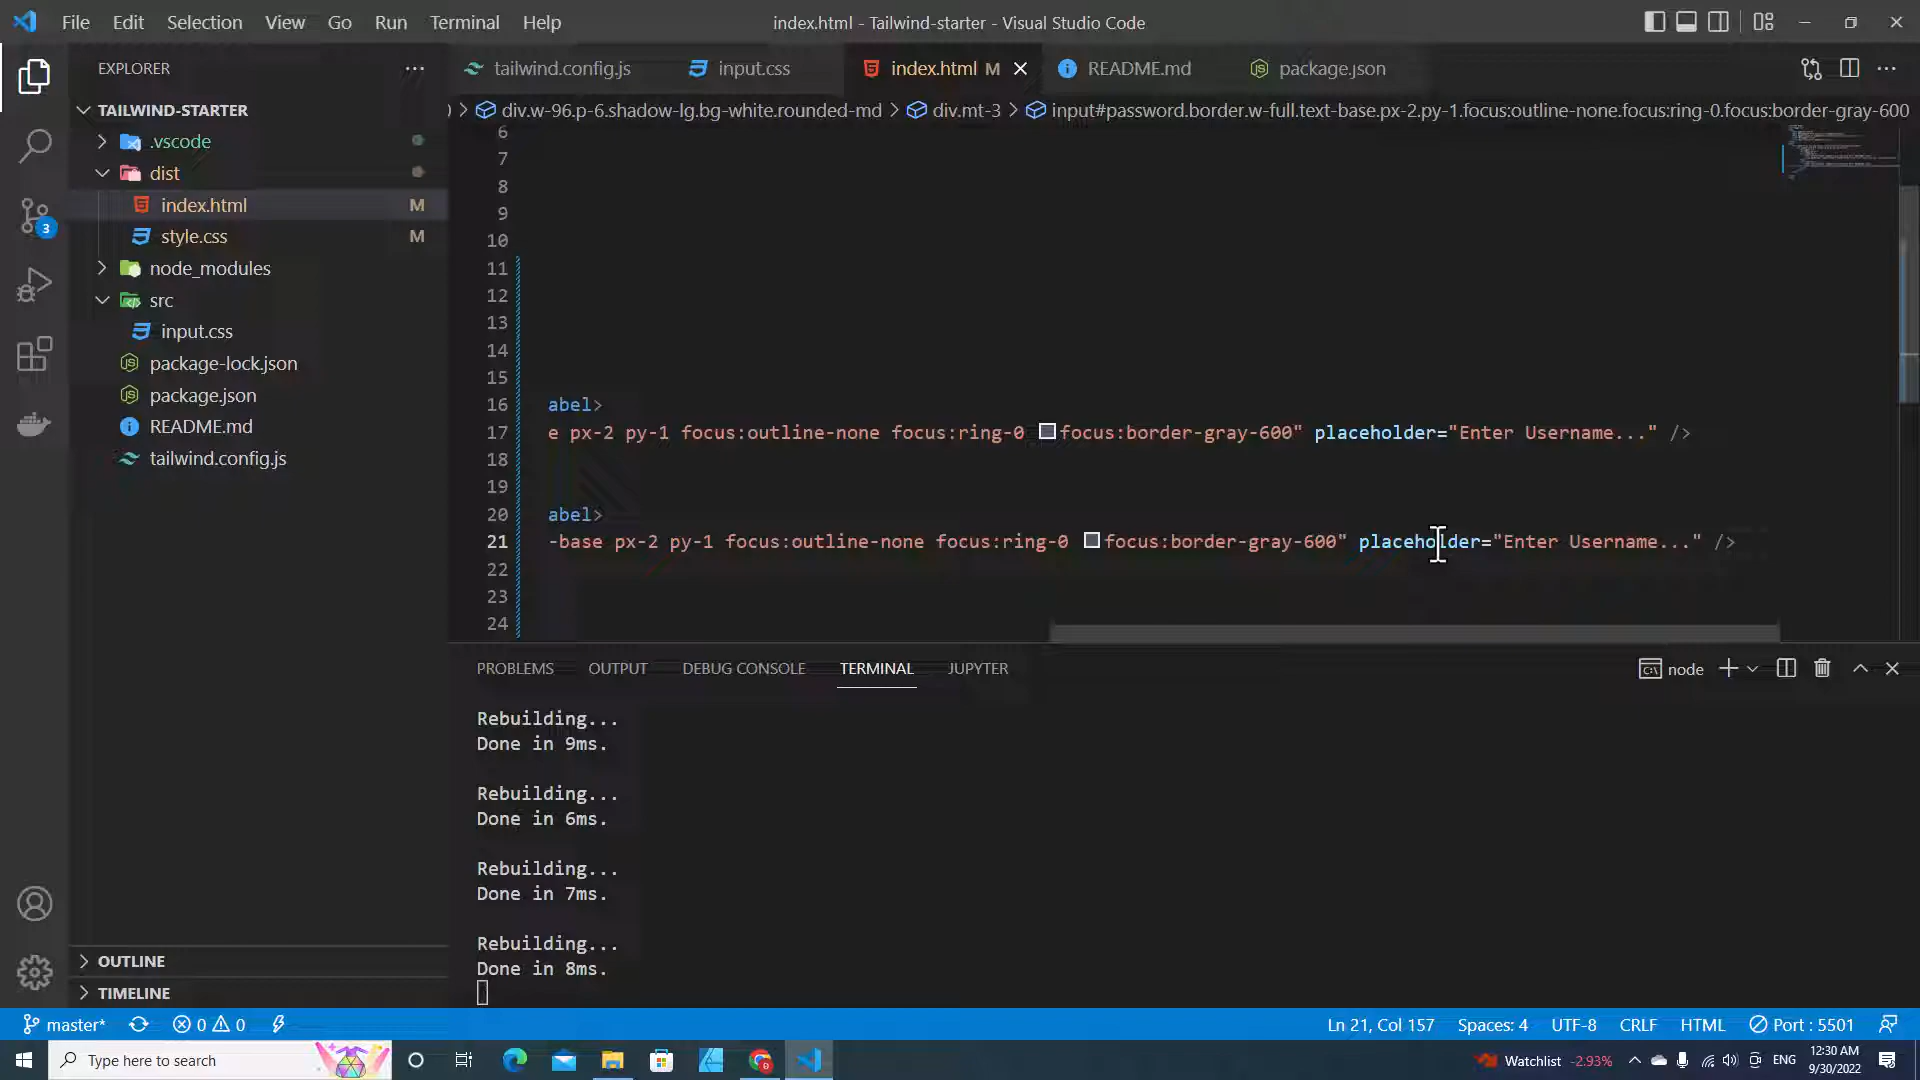 File Edit Selection View Go Run Terminal Help
index.html - Tailwind-starter - Visual Studio Code
EXPLORER
tailwind.config.js
input.css
index.html M
README.md
package.json
TAILWIND-STARTER
) > div.w-96.p-6.shadow-lg.bg-white.rounded-md > div.mt-3 > input#password.border.w-full.text-base.px-2.py-1.focus:outline-none.focus:ring-0.focus:border-gray-600
.vscode
dist
index.html M
style.css M
node_modules
src
input.css
package-lock.json
package.json
README.md
tailwind.config.js
3
6
7
8
9
10
11
12
13
14
15
16 abel>
17 e px-2 py-1 focus:outline-none focus:ring-0 focus:border-gray-600" placeholder="Enter Username..." />
18
19
20 abel>
21 -base px-2 py-1 focus:outline-none focus:ring-0 focus:border-gray-600" placeholder="Enter Username..." />
22
23
24
PROBLEMS OUTPUT DEBUG CONSOLE TERMINAL JUPYTER
node
Rebuilding...
Done in 9ms.
Rebuilding...
Done in 6ms.
Rebuilding...
Done in 7ms.
Rebuilding...
Done in 8ms.
OUTLINE
TIMELINE
master* 0 0
Ln 21, Col 157 Spaces: 4 UTF-8 CRLF HTML Port : 5501
Type here to search
Watchlist -2.93%
ENG
12:30 AM
9/30/2022